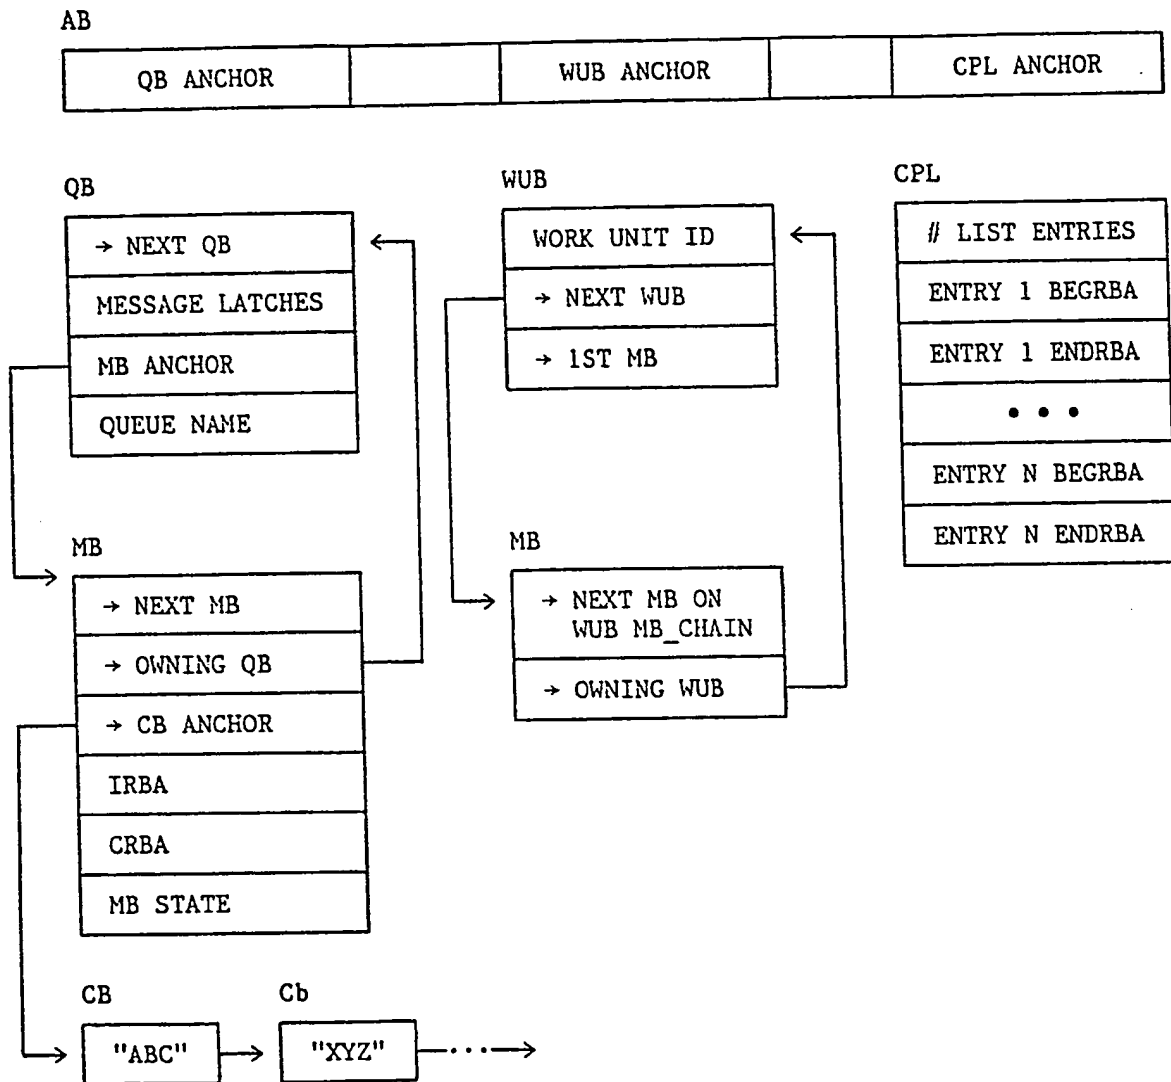 AB
QB ANCHOR WUB ANCHOR CPL ANCHOR
QB
→ NEXT QB
MESSAGE LATCHES
MB ANCHOR
QUEUE NAME
WUB
WORK UNIT ID
→ NEXT WUB
→ 1ST MB
CPL
# LIST ENTRIES
ENTRY 1 BEGRBA
ENTRY 1 ENDRBA
• • •
ENTRY N BEGRBA
ENTRY N ENDRBA
MB
→ NEXT MB
→ OWNING QB
→ CB ANCHOR
IRBA
CRBA
MB STATE
MB
→ NEXT MB ON
WUB MB_CHAIN
→ OWNING WUB
CB
"ABC"
Cb
"XYZ"